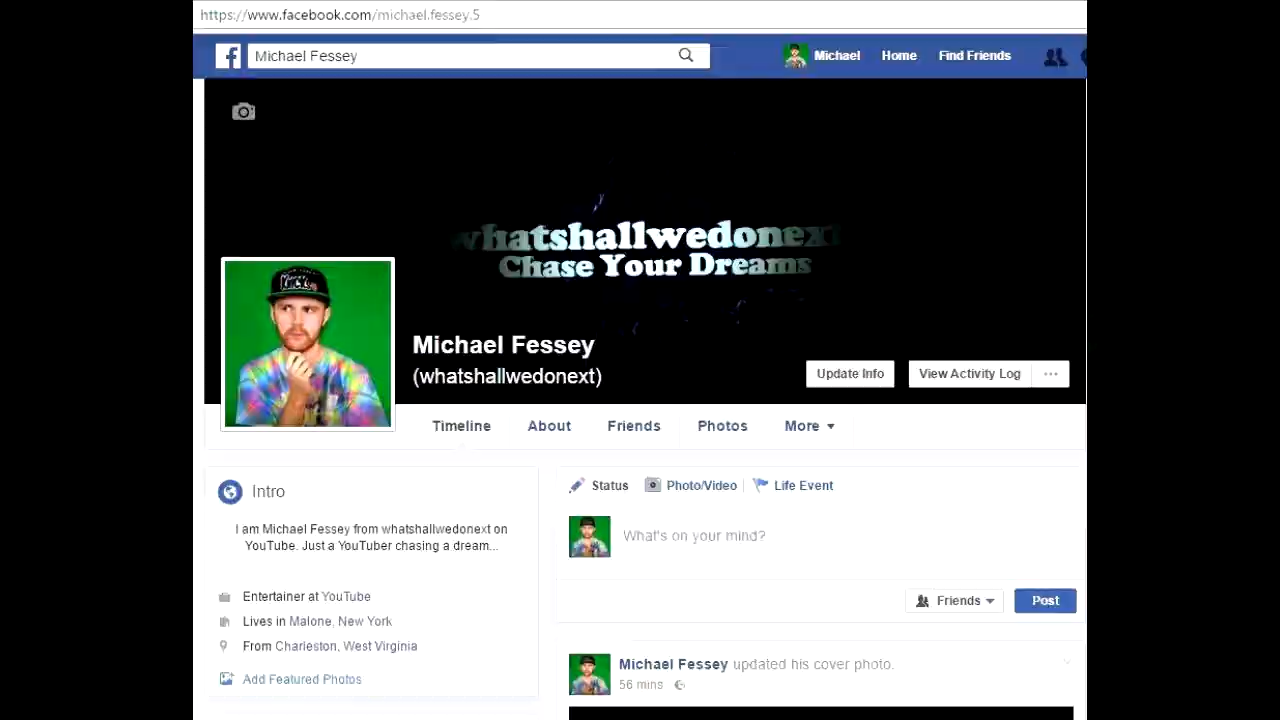 https://www.facebook.com/michael.fessey.5
f Michael Fessey Michael Home Find Friends
whatshallwedonext
Chase Your Dreams
KNICKS
Michael Fessey
(whatshallwedonext)
Update Info View Activity Log ...
Timeline About Friends Photos More
Intro
I am Michael Fessey from whatshallwedonext on
YouTube. Just a YouTuber chasing a dream...
Entertainer at YouTube
Lives in Malone, New York
From Charleston, West Virginia
Add Featured Photos
Status Photo/Video Life Event
What's on your mind?
Friends Post
Michael Fessey updated his cover photo.
56 mins